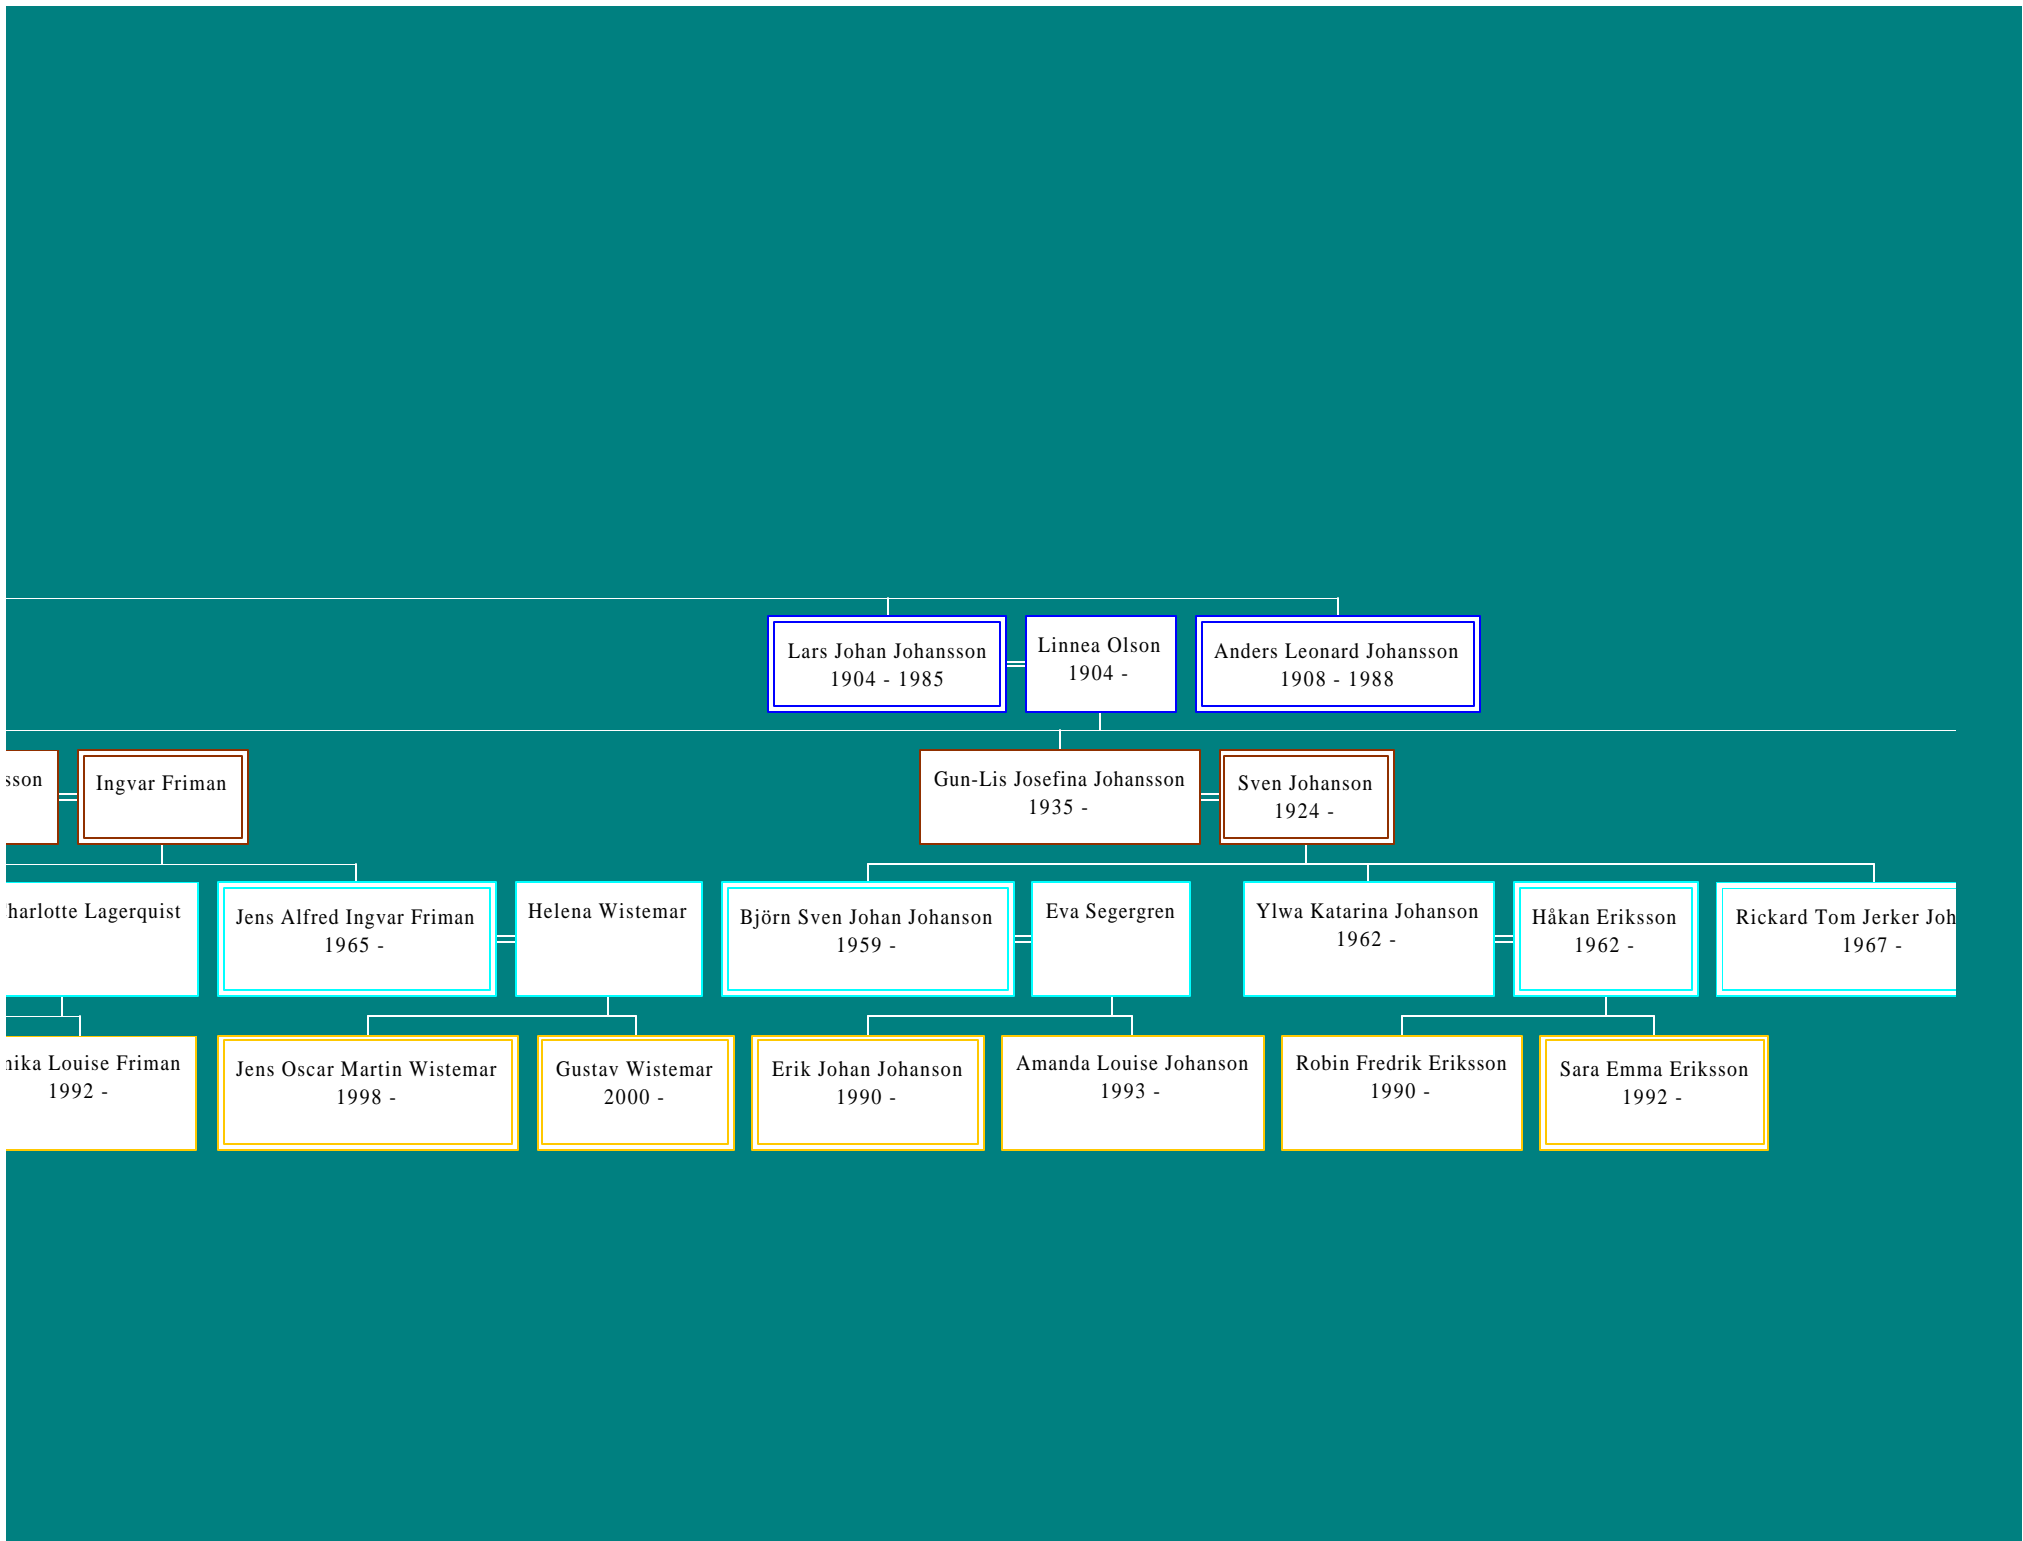 Lars Johan Johansson
1904 - 1985
Linnea Olson
1904 -
Anders Leonard Johansson
1908 - 1988
sson
Ingvar Friman
Gun-Lis Josefina Johansson
1935 -
Sven Johanson
1924 -
harlotte Lagerquist
Jens Alfred Ingvar Friman
1965 -
Helena Wistemar
Björn Sven Johan Johanson
1959 -
Eva Segergren
Ylwa Katarina Johanson
1962 -
Håkan Eriksson
1962 -
Rickard Tom Jerker Joh
1967 -
nika Louise Friman
1992 -
Jens Oscar Martin Wistemar
1998 -
Gustav Wistemar
2000 -
Erik Johan Johanson
1990 -
Amanda Louise Johanson
1993 -
Robin Fredrik Eriksson
1990 -
Sara Emma Eriksson
1992 -